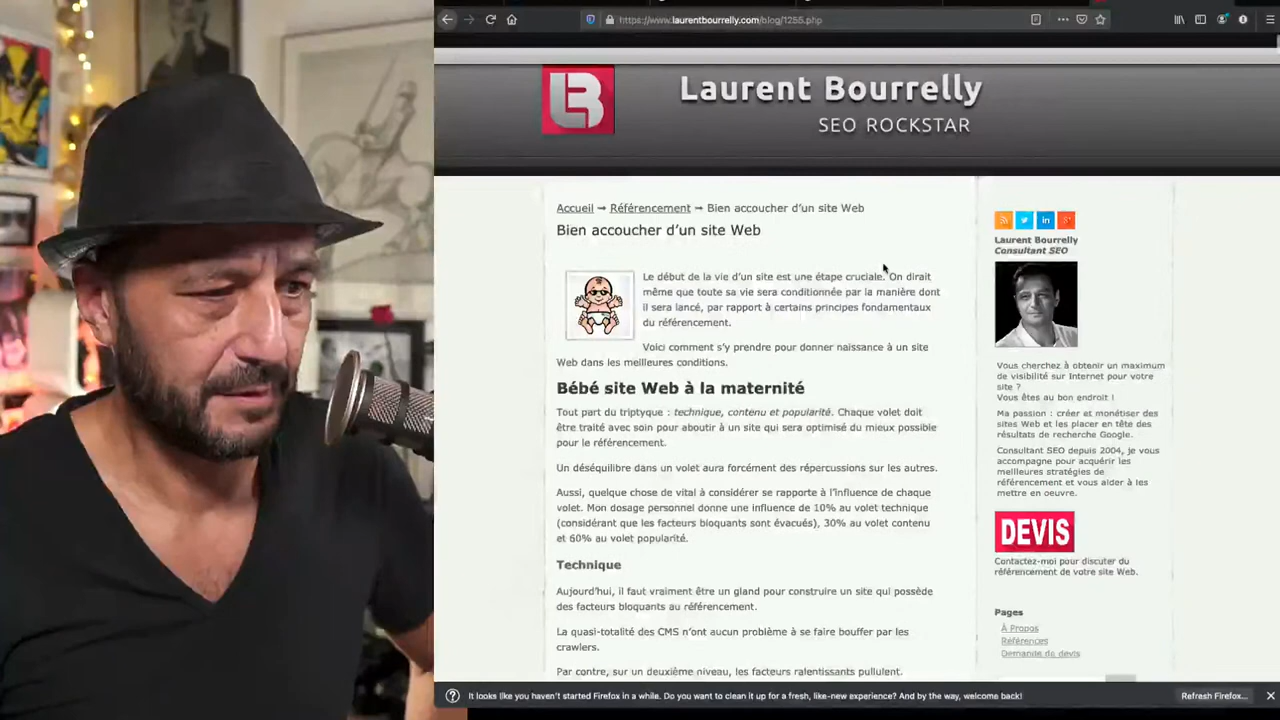 https://www.laurentbourrelly.com/blog/1255.php
LB
Laurent Bourrelly
SEO ROCKSTAR
Accueil → Référencement → Bien accoucher d'un site Web
Bien accoucher d'un site Web
Le début de la vie d'un site est une étape cruciale. On dirait
même que toute sa vie sera conditionnée par la manière dont
il sera lancé, par rapport à certains principes fondamentaux
du référencement.
Voici comment s'y prendre pour donner naissance à un site
Web dans les meilleures conditions.
Bébé site Web à la maternité
Tout part du triptyque : technique, contenu et popularité. Chaque volet doit
être traité avec soin pour aboutir à un site qui sera optimisé du mieux possible
pour le référencement.
Un déséquilibre dans un volet aura forcément des répercussions sur les autres.
Aussi, quelque chose de vital à considérer se rapporte à l'influence de chaque
volet. Mon dosage personnel donne une influence de 10% au volet technique
(considérant que les facteurs bloquants sont évacués), 30% au volet contenu
et 60% au volet popularité.
Technique
Aujourd'hui, il faut vraiment être un gland pour construire un site qui possède
des facteurs bloquants au référencement.
La quasi-totalité des CMS n'ont aucun problème à se faire bouffer par les
crawlers.
Par contre, sur un deuxième niveau, les facteurs ralentissants pullulent.
Laurent Bourrelly
Consultant SEO
Vous cherchez à obtenir un maximum
de visibilité sur Internet pour votre
site ?
Vous êtes au bon endroit !
Ma passion : créer et monétiser des
sites Web et les placer en tête des
résultats de recherche Google.
Consultant SEO depuis 2004, je vous
accompagne pour acquérir les
meilleures stratégies de
référencement et vous aider à les
mettre en oeuvre.
DEVIS
Contactez-moi pour discuter du
référencement de votre site Web.
Pages
À Propos
Références
Demande de devis
It looks like you haven't started Firefox in a while. Do you want to clean it up for a fresh, like-new experience? And by the way, welcome back!
Refresh Firefox...